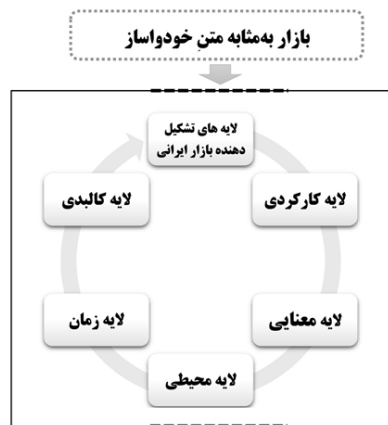 بازار به‌مثابه متنِ خودواساز
لایه های تشکیل
دهنده بازار ایرانی
لایه کارکردی
لایه معنایی
لایه محیطی
لایه زمان
لایه کالبدی